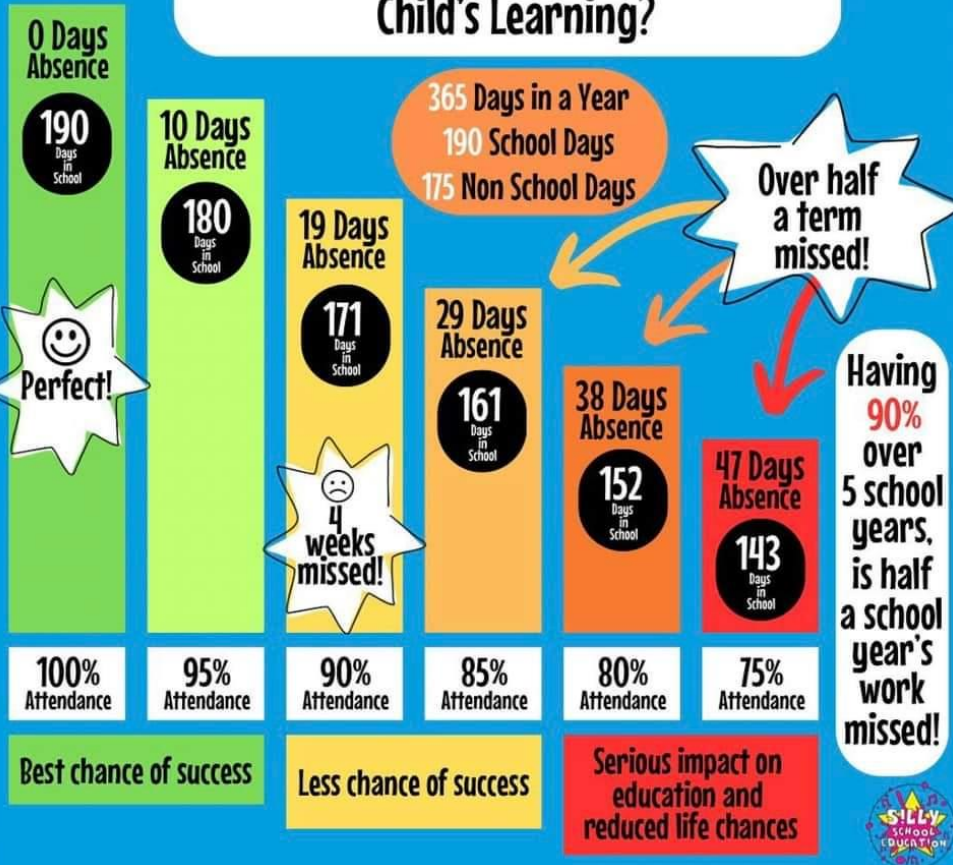 Child's Learning?
0 Days
Absence
190
Days
in
School
Perfect!
10 Days
Absence
180
Days
in
School
19 Days
Absence
171
Days
in
School
4
weeks
missed!
29 Days
Absence
161
Days
in
School
38 Days
Absence
152
Days
in
School
47 Days
Absence
143
Days
in
School
365 Days in a Year
190 School Days
175 Non School Days
Over half
a term
missed!
Having
90%
over
5 school
years,
is half
a school
year's
work
missed!
100%
Attendance
95%
Attendance
90%
Attendance
85%
Attendance
80%
Attendance
75%
Attendance
Best chance of success
Less chance of success
Serious impact on
education and
reduced life chances
SILLY
SCHOOL
EDUCATION